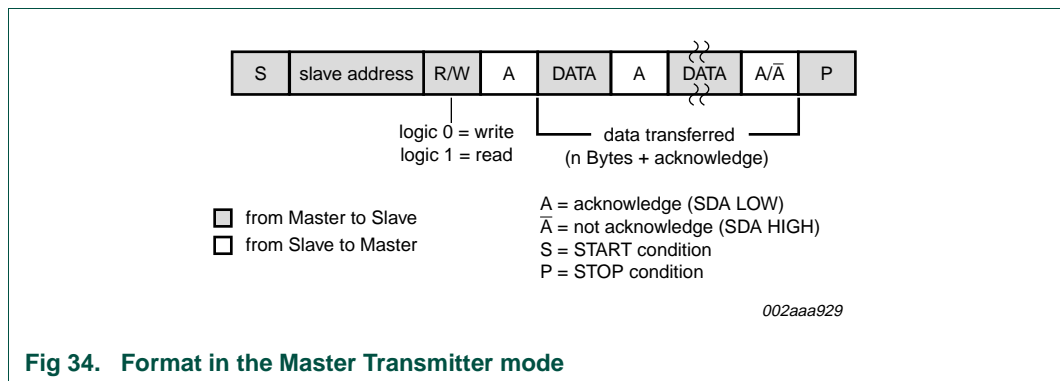 S slave address R/W A DATA A DATA A/A̅ P
logic 0 = write
logic 1 = read
data transferred
(n Bytes + acknowledge)
from Master to Slave
from Slave to Master
A = acknowledge (SDA LOW)
A̅ = not acknowledge (SDA HIGH)
S = START condition
P = STOP condition
002aaa929
Fig 34. Format in the Master Transmitter mode